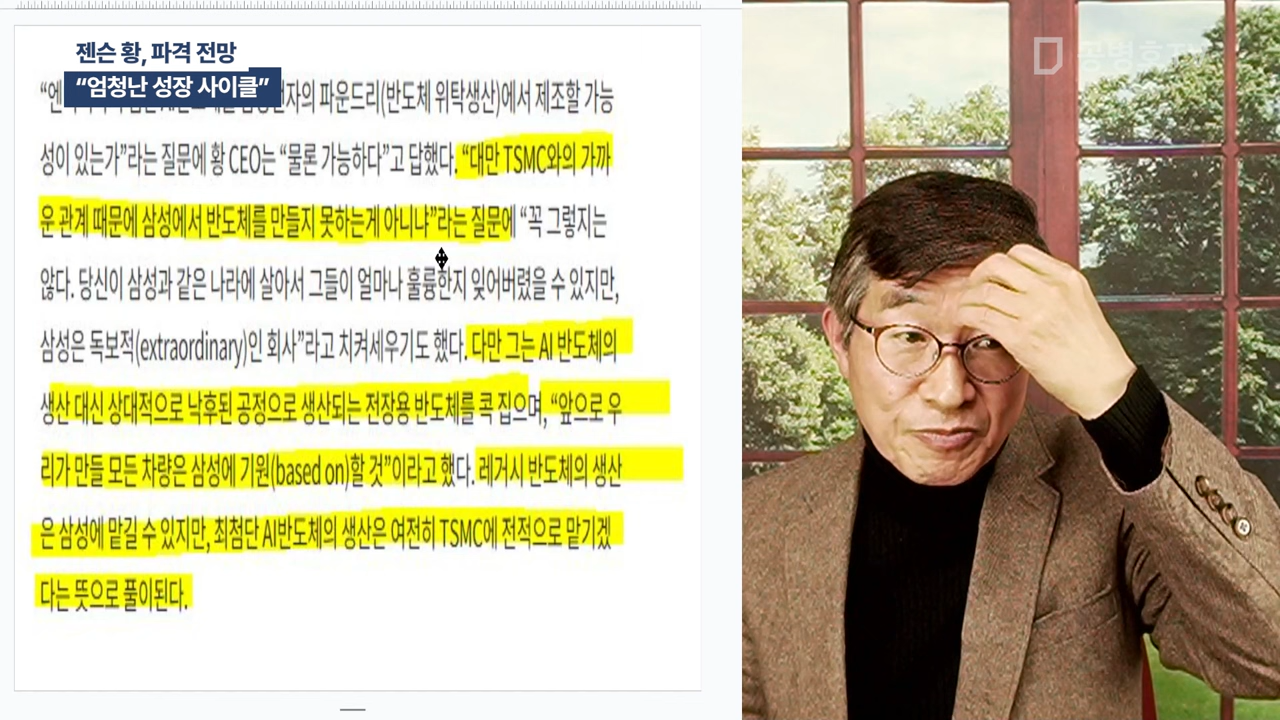 젠슨 황, 파격 전망
“엄청난 성장 사이클”
파운드리(반도체 위탁생산)에서 제조할 가능
성이 있는가”라는 질문에 황 CEO는 “물론 가능하다”고 답했다. “대만 TSMC와의 가까
운 관계 때문에 삼성에서 반도체를 만들지 못하는게 아니냐”라는 질문에 “꼭 그렇지는
않다. 당신이 삼성과 같은 나라에 살아서 그들이 얼마나 훌륭한지 잊어버렸을 수 있지만,
삼성은 독보적(extraordinary)인 회사”라고 치켜세우기도 했다. 다만 그는 AI 반도체의
생산 대신 상대적으로 낙후된 공정으로 생산되는 전장용 반도체를 콕 집으며, “앞으로 우
리가 만들 모든 차량은 삼성에 기원(based on)할 것”이라고 했다. 레거시 반도체의 생산
은 삼성에 맡길 수 있지만, 최첨단 AI반도체의 생산은 여전히 TSMC에 전적으로 맡기겠
다는 뜻으로 풀이된다.
공병호TV